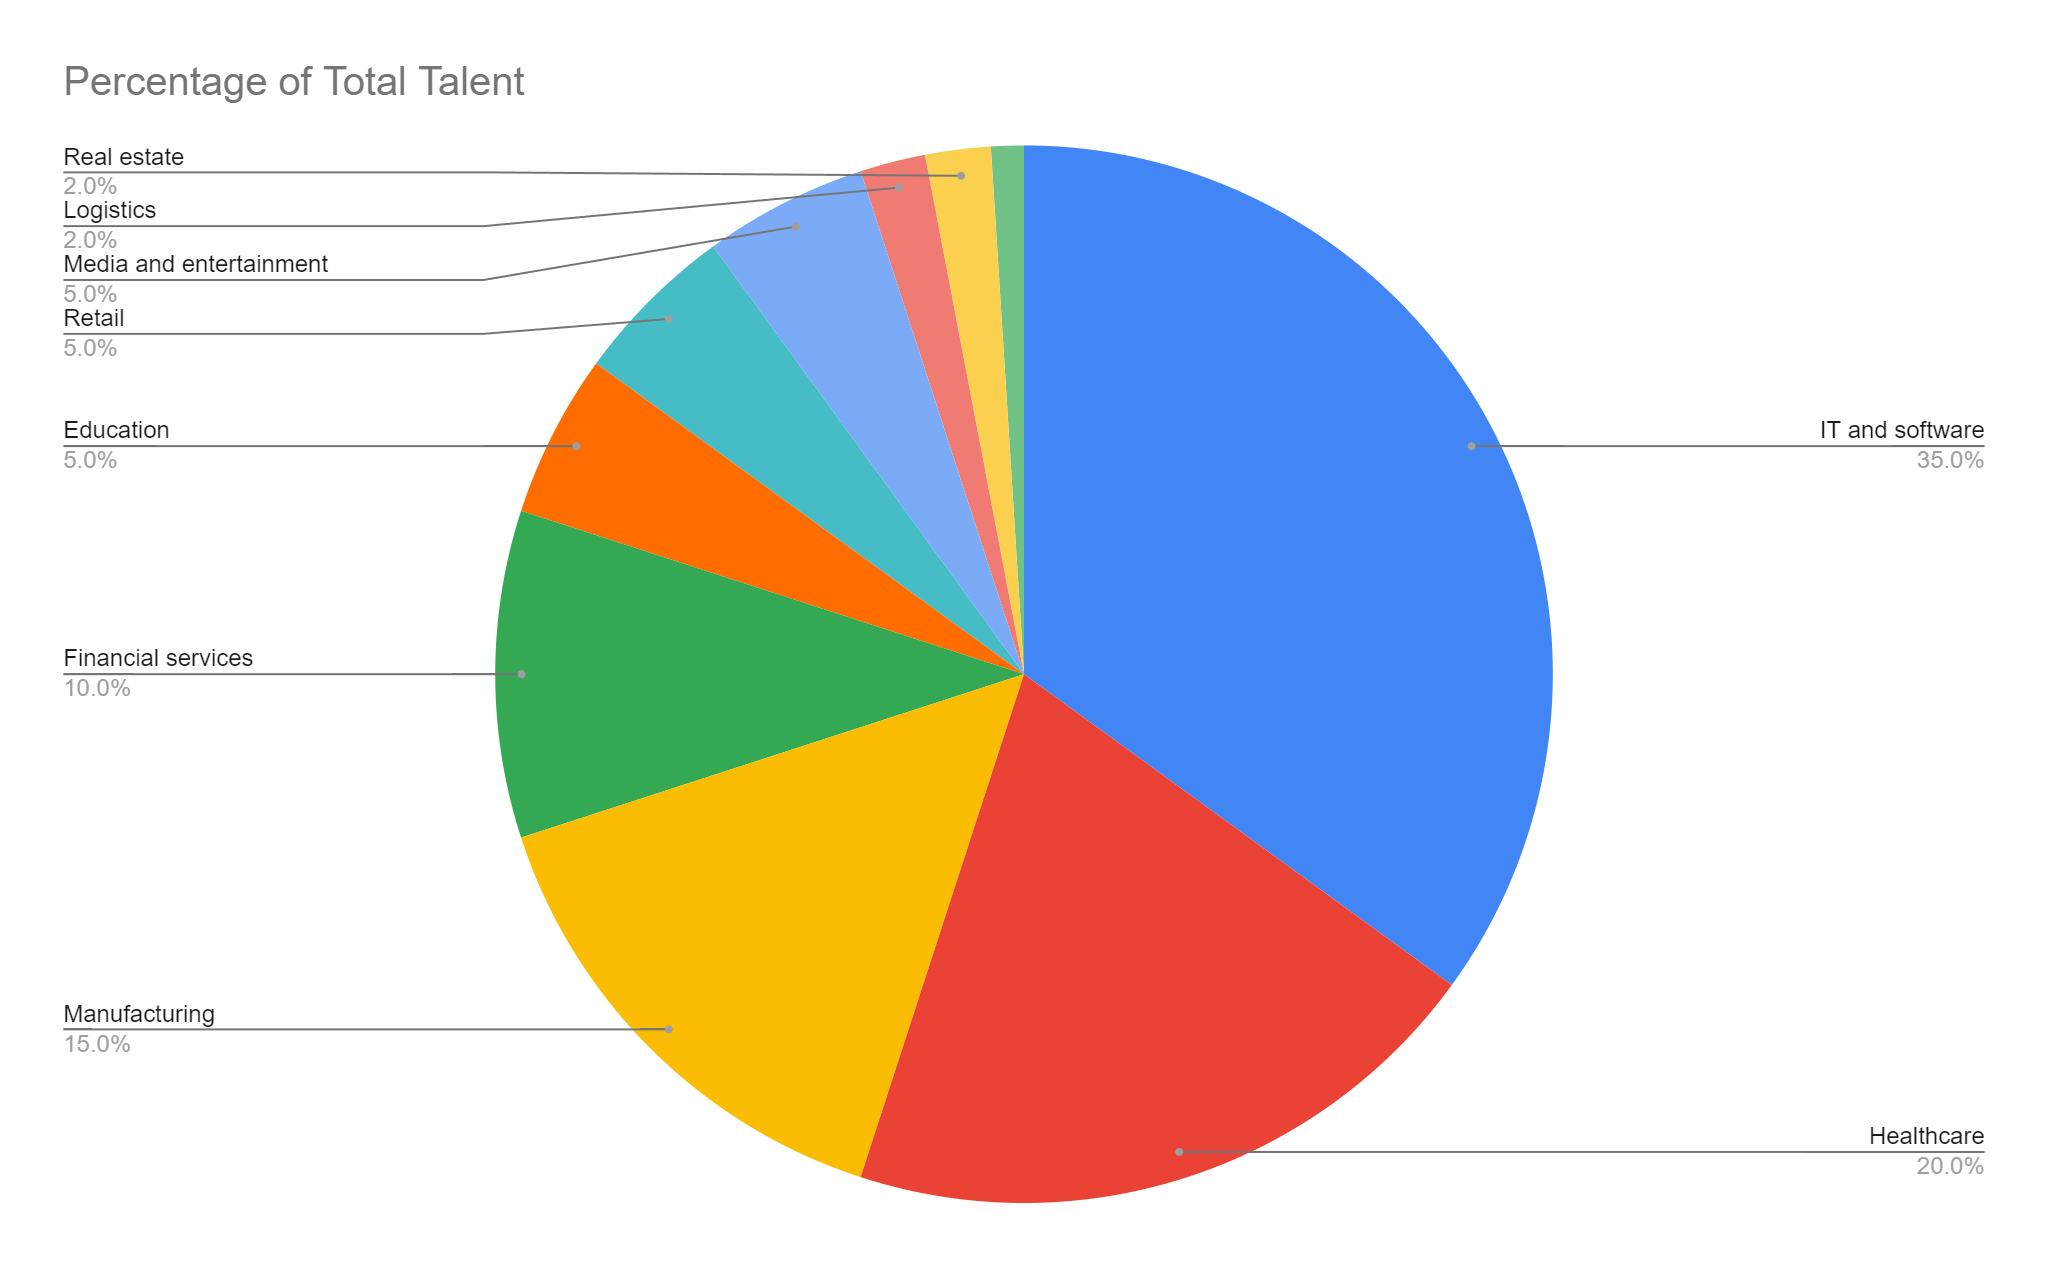 Percentage of Total Talent
Real estate
2.0%
Logistics
2.0%
Media and entertainment
5.0%
Retail
5.0%
Education
5.0%
Financial services
10.0%
Manufacturing
15.0%
IT and software
35.0%
Healthcare
20.0%